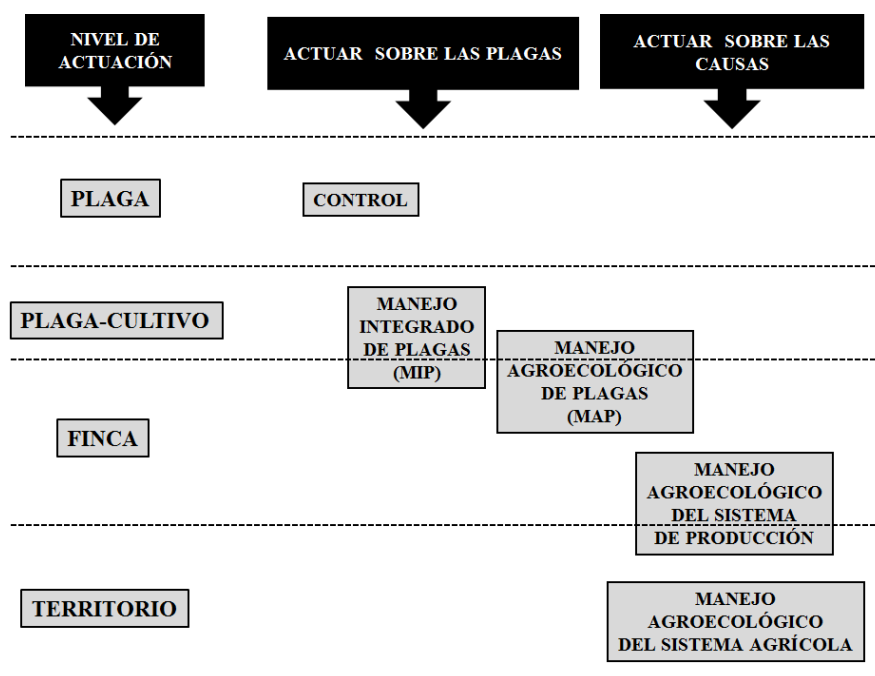 NIVEL DE
ACTUACIÓN
ACTUAR SOBRE LAS PLAGAS
ACTUAR SOBRE LAS
CAUSAS
PLAGA
CONTROL
PLAGA-CULTIVO
MANEJO
INTEGRADO
DE PLAGAS
(MIP)
MANEJO
AGROECOLÓGICO
DE PLAGAS
(MAP)
FINCA
MANEJO
AGROECOLÓGICO
DEL SISTEMA
DE PRODUCCIÓN
TERRITORIO
MANEJO
AGROECOLÓGICO
DEL SISTEMA AGRÍCOLA